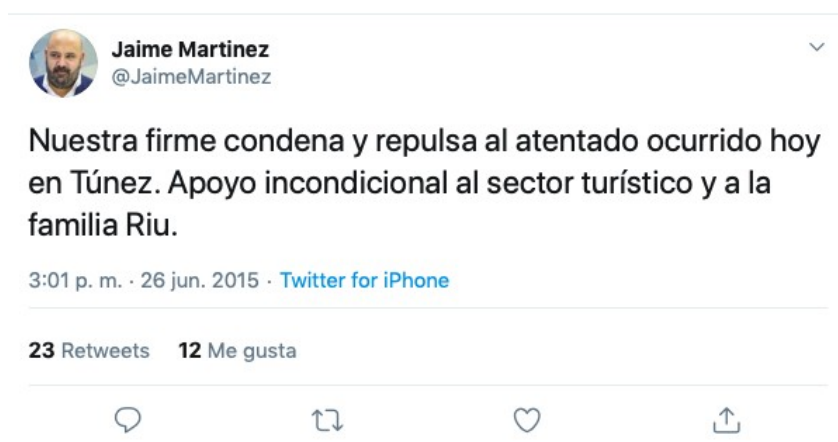 Jaime Martinez
@JaimeMartinez
Nuestra firme condena y repulsa al atentado ocurrido hoy
en Túnez. Apoyo incondicional al sector turístico y a la
familia Riu.
3:01 p. m. · 26 jun. 2015 · Twitter for iPhone
23 Retweets 12 Me gusta